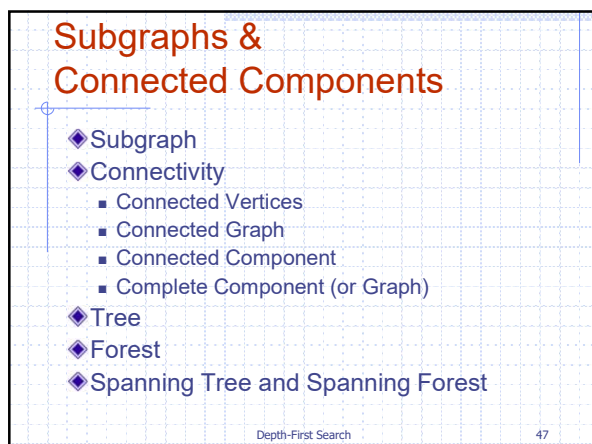 Subgraphs &
Connected Components
Subgraph
Connectivity
Connected Vertices
Connected Graph
Connected Component
Complete Component (or Graph)
Tree
Forest
Spanning Tree and Spanning Forest
Depth-First Search 47